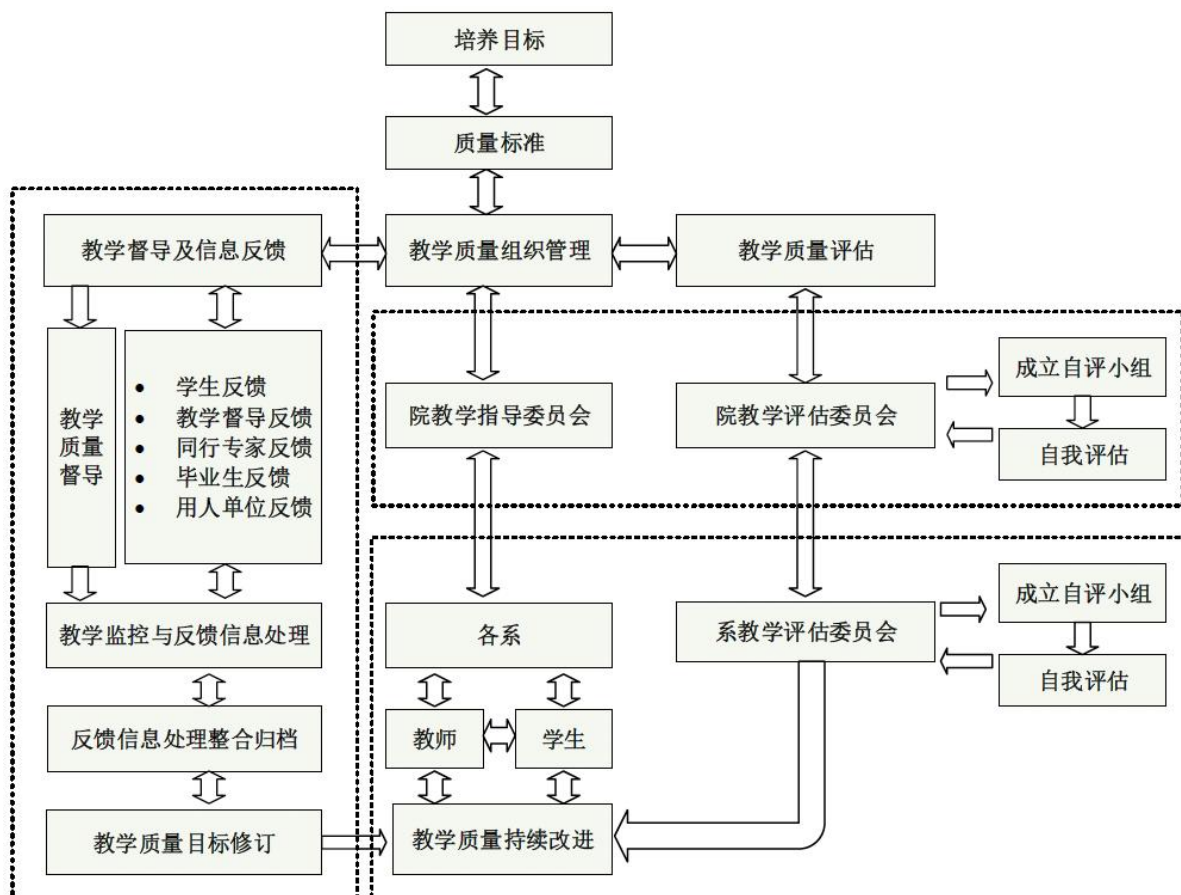 培养目标
质量标准
教学督导及信息反馈
教学质量组织管理
教学质量评估
教学
质量
督导
• 学生反馈
• 教学督导反馈
• 同行专家反馈
• 毕业生反馈
• 用人单位反馈
院教学指导委员会
院教学评估委员会
成立自评小组
自我评估
教学监控与反馈信息处理
各系
系教学评估委员会
成立自评小组
自我评估
反馈信息处理整合归档
教师
学生
教学质量目标修订
教学质量持续改进